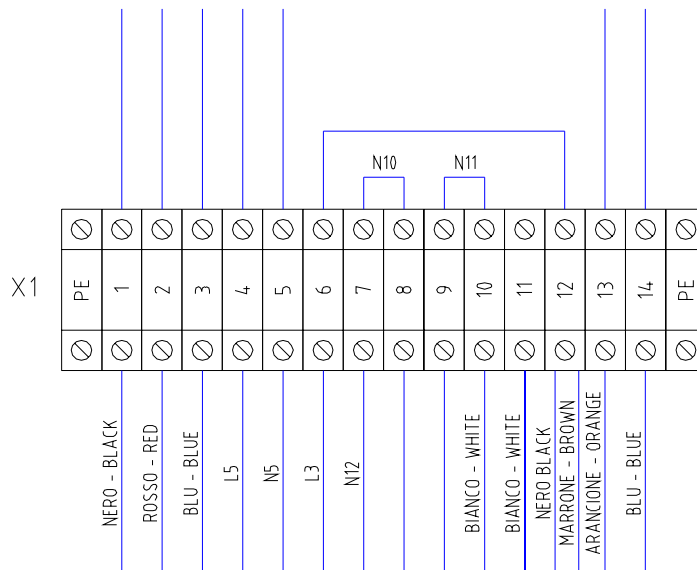 N10
N11
X1
PE
1
2
3
4
5
6
7
8
9
10
11
12
13
14
PE
NERO - BLACK
ROSSO - RED
BLU - BLUE
L5
N5
L3
N12
BIANCO - WHITE
BIANCO - WHITE
NERO BLACK
MARRONE - BROWN
ARANCIONE - ORANGE
BLU - BLUE